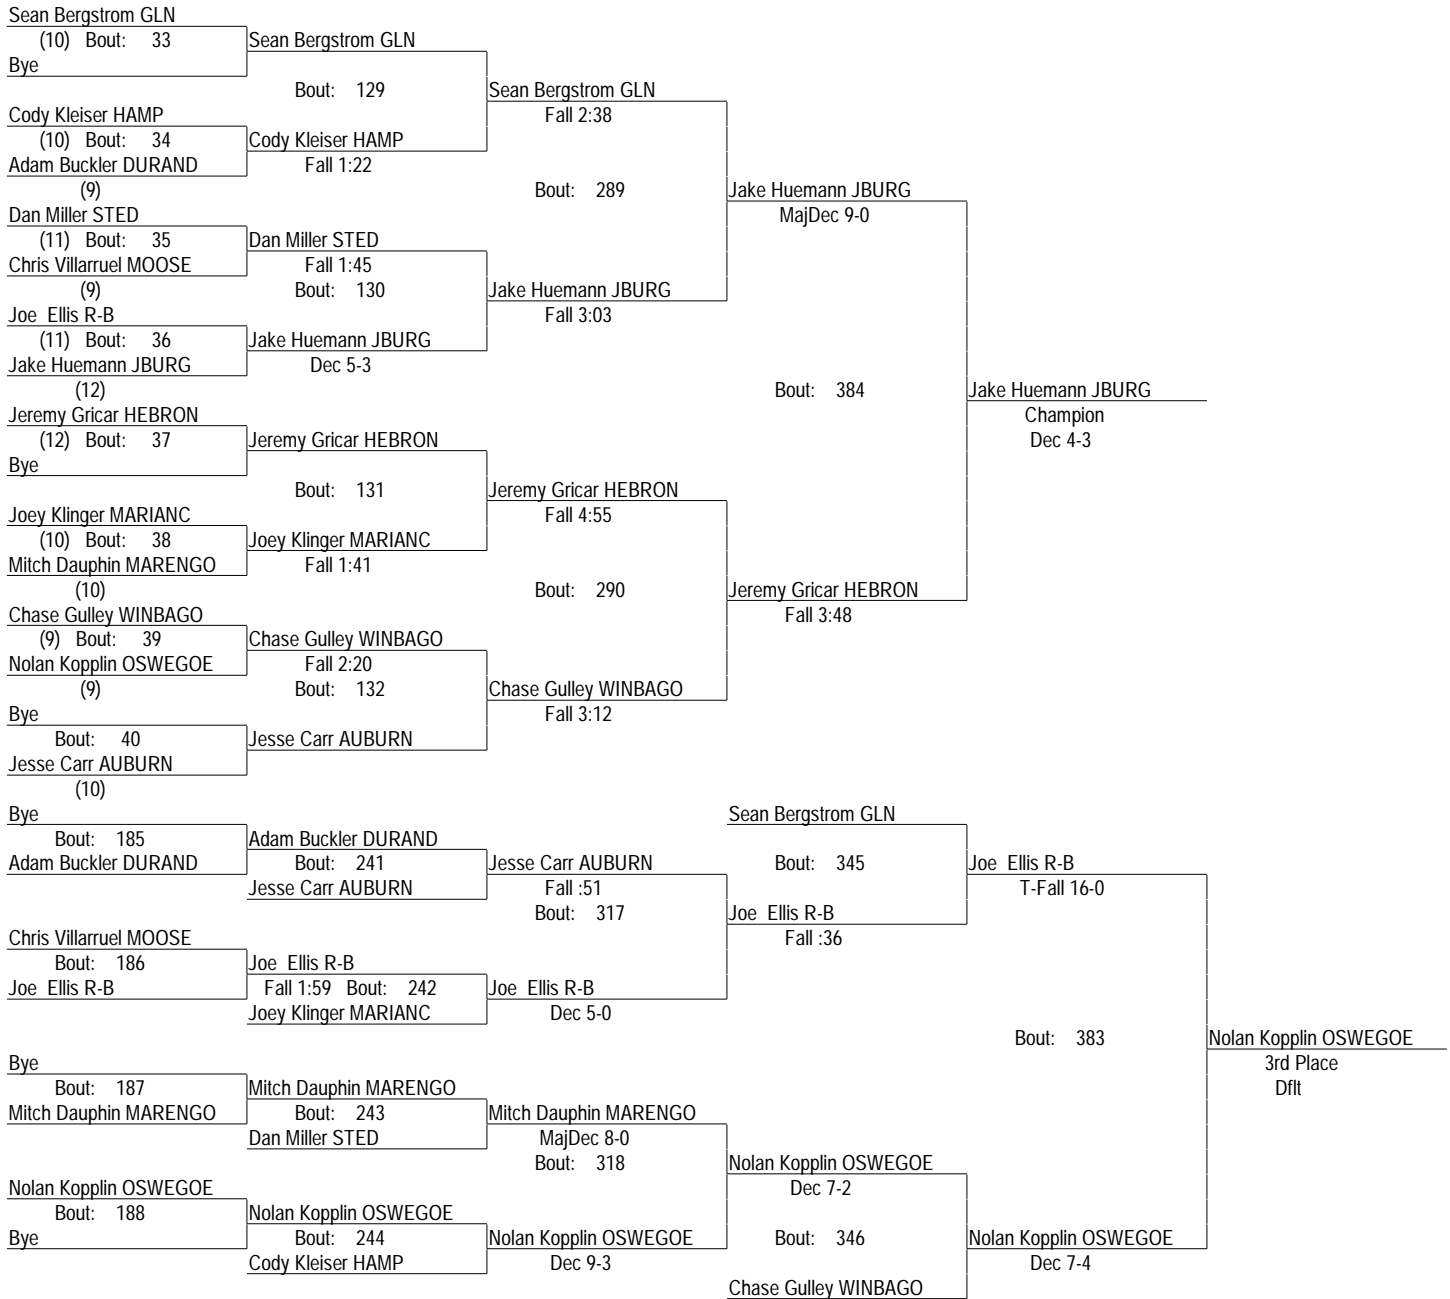 Sean Bergstrom GLN
(10) Bout: 33 Sean Bergstrom GLN
Bye
Bout: 129 Sean Bergstrom GLN
Cody Kleiser HAMP Fall 2:38
(10) Bout: 34 Cody Kleiser HAMP
Adam Buckler DURAND Fall 1:22
(9) Bout: 289 Jake Huemann JBURG
Dan Miller STED MajDec 9-0
(11) Bout: 35 Dan Miller STED
Chris Villarruel MOOSE Fall 1:45
(9) Bout: 130 Jake Huemann JBURG
Joe Ellis R-B Fall 3:03
(11) Bout: 36 Jake Huemann JBURG
Jake Huemann JBURG Dec 5-3
(12) Bout: 384 Jake Huemann JBURG
Jeremy Gricar HEBRON Champion
(12) Bout: 37 Jeremy Gricar HEBRON Dec 4-3
Bye
Bout: 131 Jeremy Gricar HEBRON
Joey Klinger MARIANC Fall 4:55
(10) Bout: 38 Joey Klinger MARIANC
Mitch Dauphin MARENGO Fall 1:41
(10) Bout: 290 Jeremy Gricar HEBRON
Chase Gulley WINBAGO Fall 3:48
(9) Bout: 39 Chase Gulley WINBAGO
Nolan Kopplin OSWEGOE Fall 2:20
(9) Bout: 132 Chase Gulley WINBAGO
Bye Fall 3:12
Bout: 40 Jesse Carr AUBURN
Jesse Carr AUBURN
(10)
Bye Sean Bergstrom GLN
Bout: 185 Adam Buckler DURAND
Adam Buckler DURAND Bout: 241 Jesse Carr AUBURN Bout: 345 Joe Ellis R-B
Jesse Carr AUBURN Fall :51 T-Fall 16-0
Bout: 317 Joe Ellis R-B
Chris Villarruel MOOSE Fall :36
Bout: 186 Joe Ellis R-B
Joe Ellis R-B Fall 1:59 Bout: 242 Joe Ellis R-B
Joey Klinger MARIANC Dec 5-0
Bout: 383 Nolan Kopplin OSWEGOE
Bye 3rd Place
Bout: 187 Mitch Dauphin MARENGO Dflt
Mitch Dauphin MARENGO Bout: 243 Mitch Dauphin MARENGO
Dan Miller STED MajDec 8-0
Bout: 318 Nolan Kopplin OSWEGOE
Nolan Kopplin OSWEGOE Dec 7-2
Bout: 188 Nolan Kopplin OSWEGOE
Bye Bout: 244 Nolan Kopplin OSWEGOE Bout: 346 Nolan Kopplin OSWEGOE
Cody Kleiser HAMP Dec 9-3 Dec 7-4
Chase Gulley WINBAGO